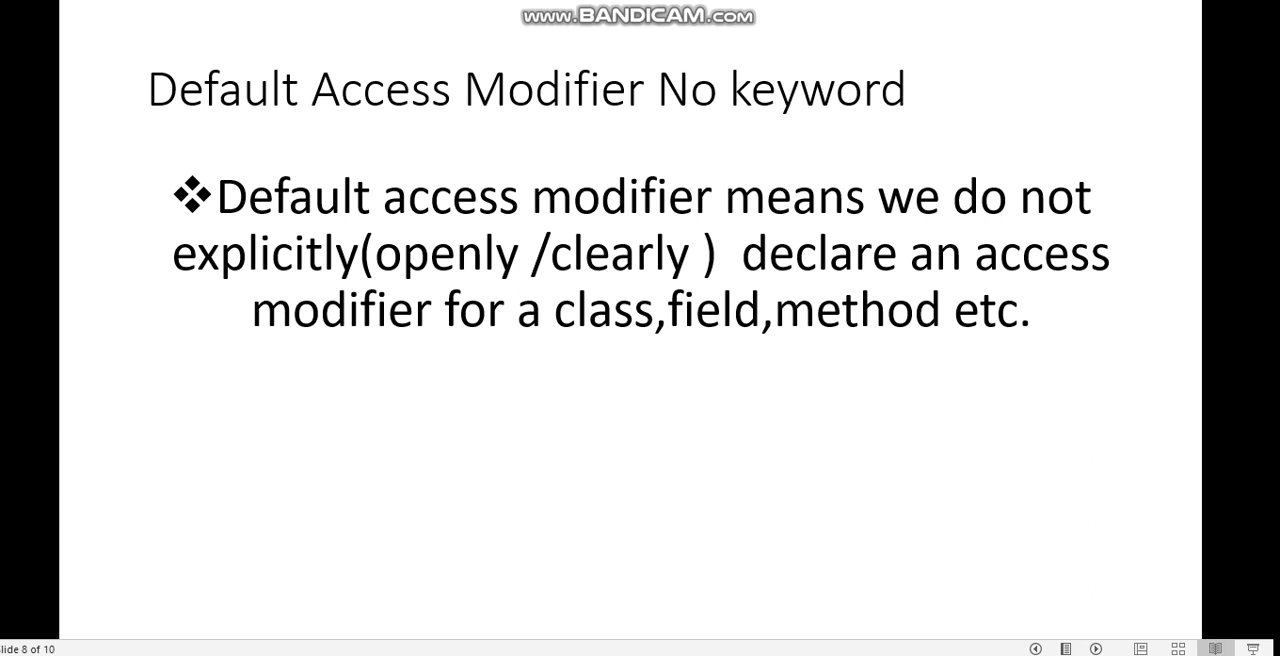 www.BANDICAM.com
Default Access Modifier No keyword
❖Default access modifier means we do not
explicitly(openly /clearly ) declare an access
modifier for a class,field,method etc.
lide 8 of 10